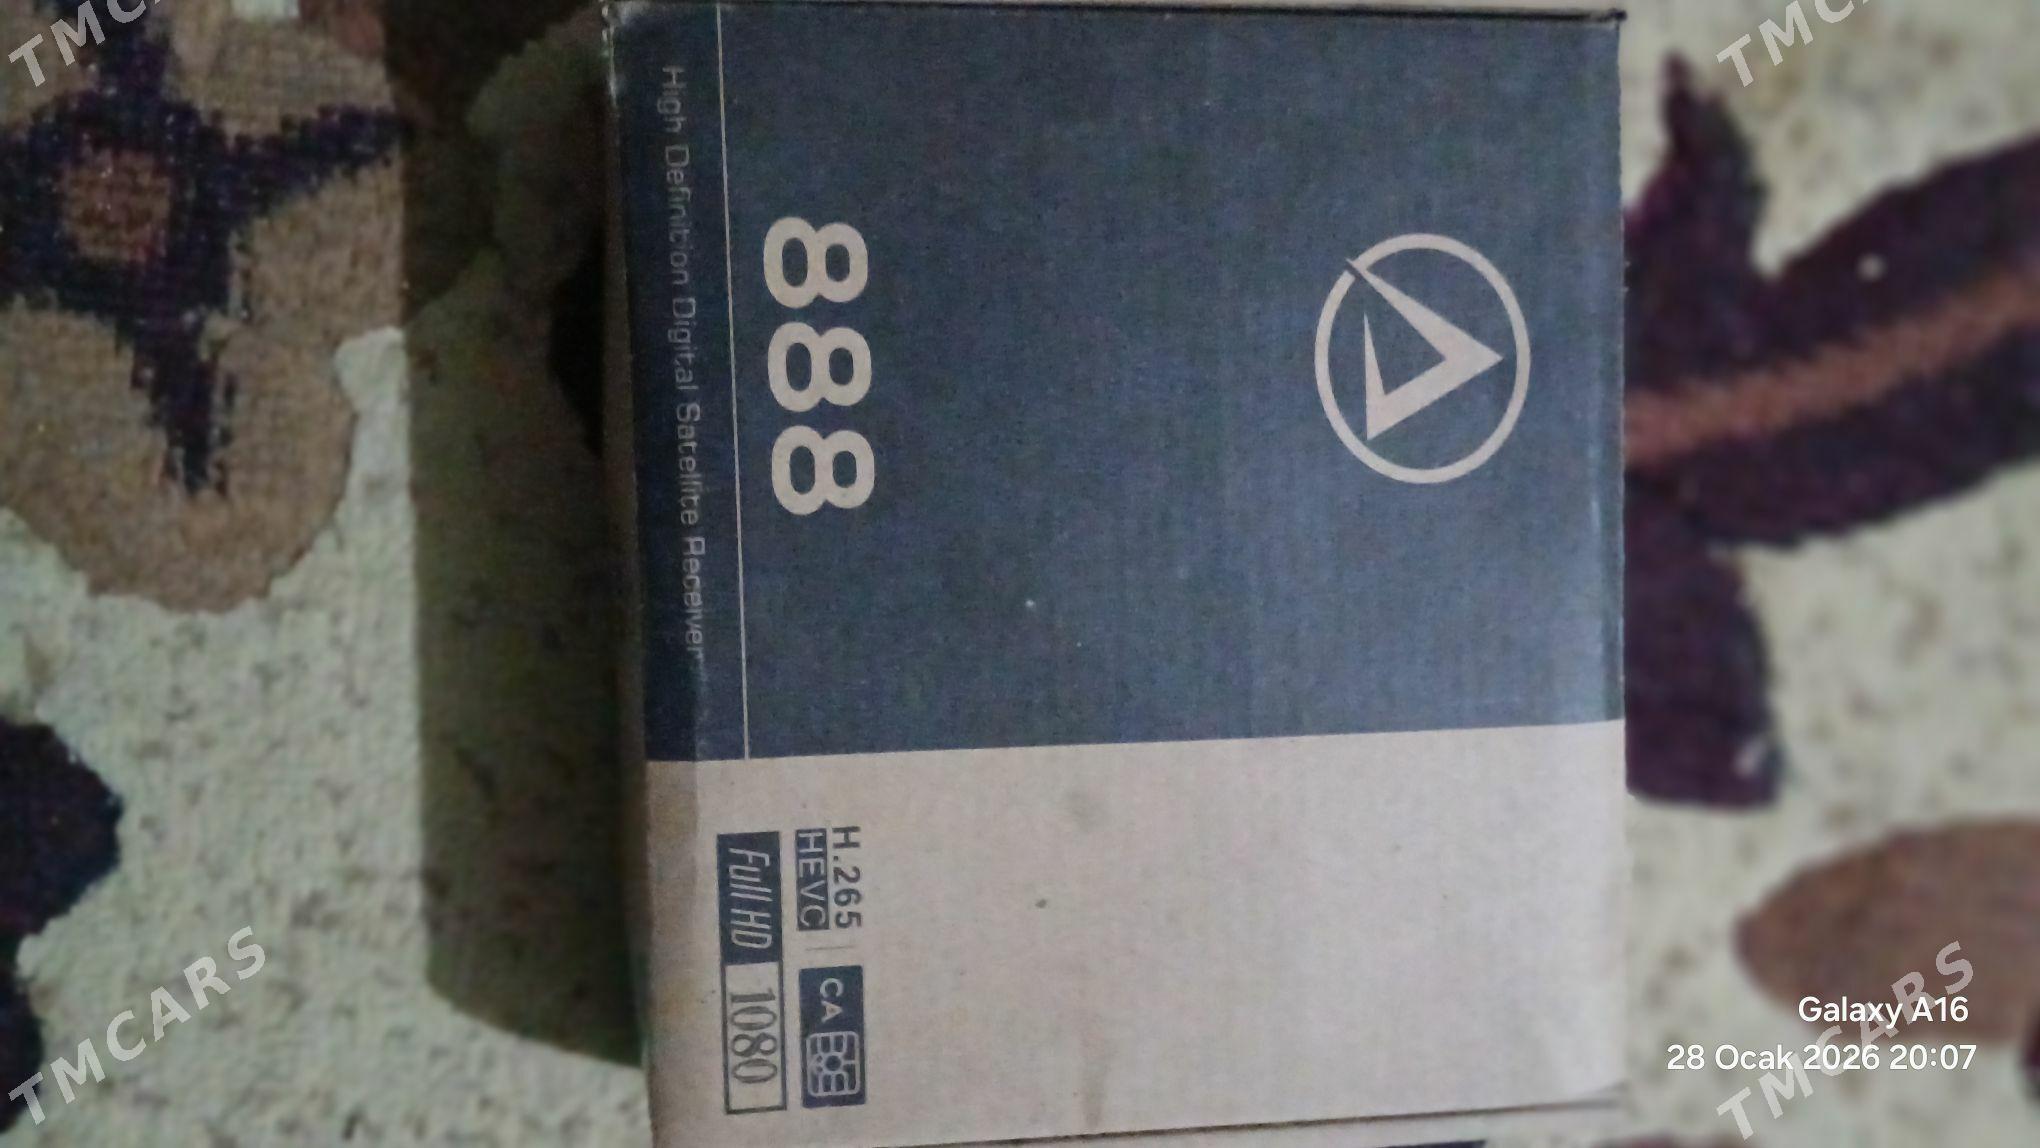 888
High Definition Digital Satellite Receiver
H.265
HEVC
CA
Full HD 1080
Galaxy A16
28 Ocak 2026 20:07
TMCARS
TMCARS
TMCARS
TMCARS